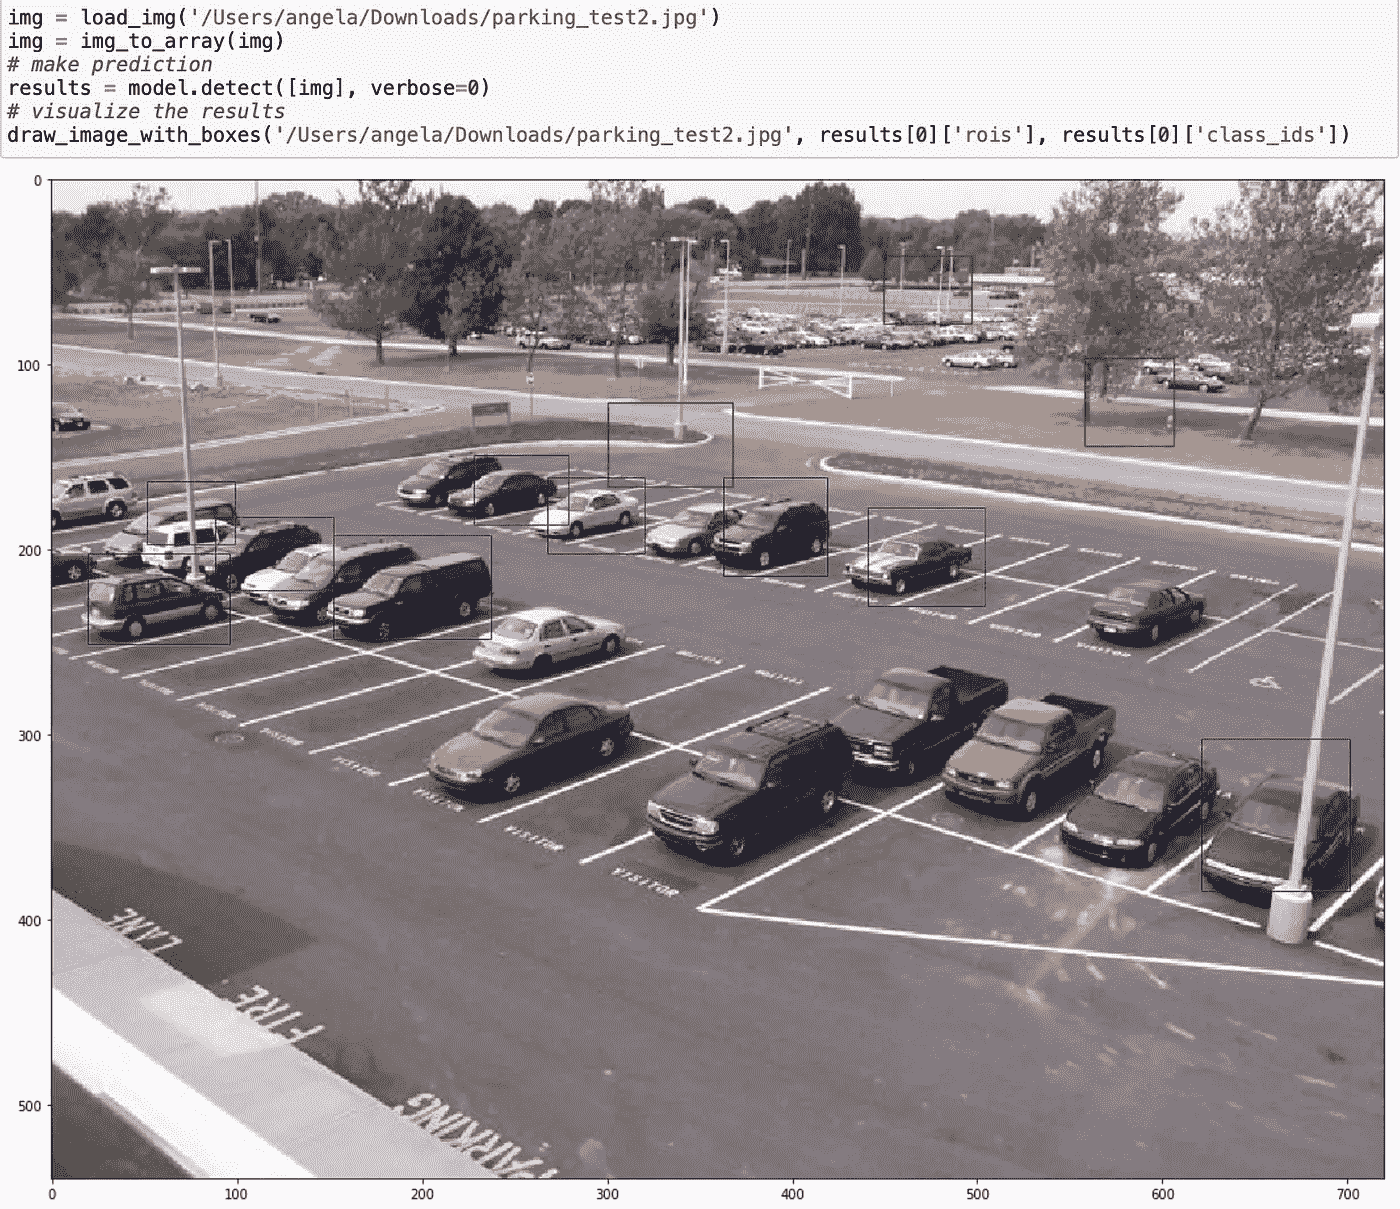 img = load_img('/Users/angela/Downloads/parking_test2.jpg')
img = img_to_array(img)
# make prediction
results = model.detect([img], verbose=0)
# visualize the results
draw_image_with_boxes('/Users/angela/Downloads/parking_test2.jpg', results[0]['rois'], results[0]['class_ids'])
0
100
200
300
400
500
VISITOR
VISITOR
VISITOR
VISITOR
LANE
FIRE
PARKING
0 100 200 300 400 500 600 700